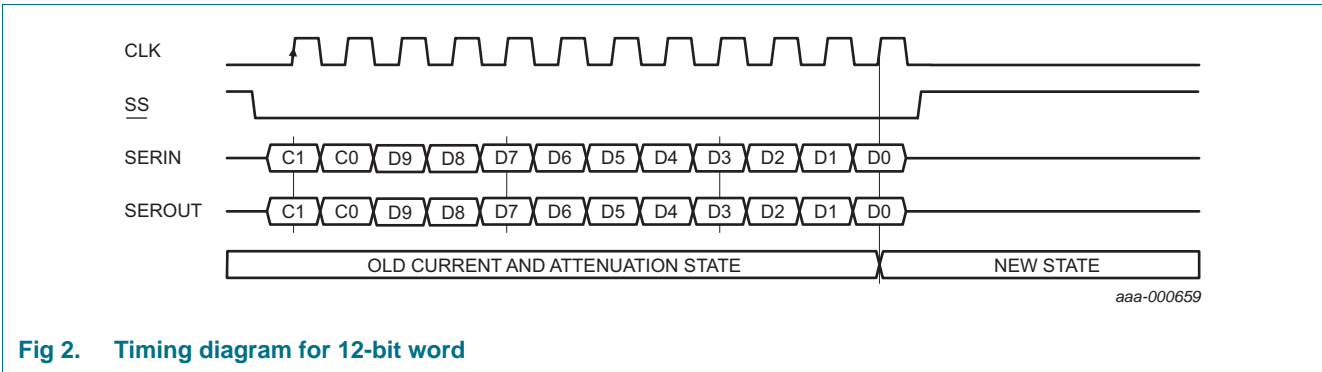 CLK
SS
SERIN C1 C0 D9 D8 D7 D6 D5 D4 D3 D2 D1 D0
SEROUT C1 C0 D9 D8 D7 D6 D5 D4 D3 D2 D1 D0
OLD CURRENT AND ATTENUATION STATE NEW STATE
aaa-000659
Fig 2. Timing diagram for 12-bit word